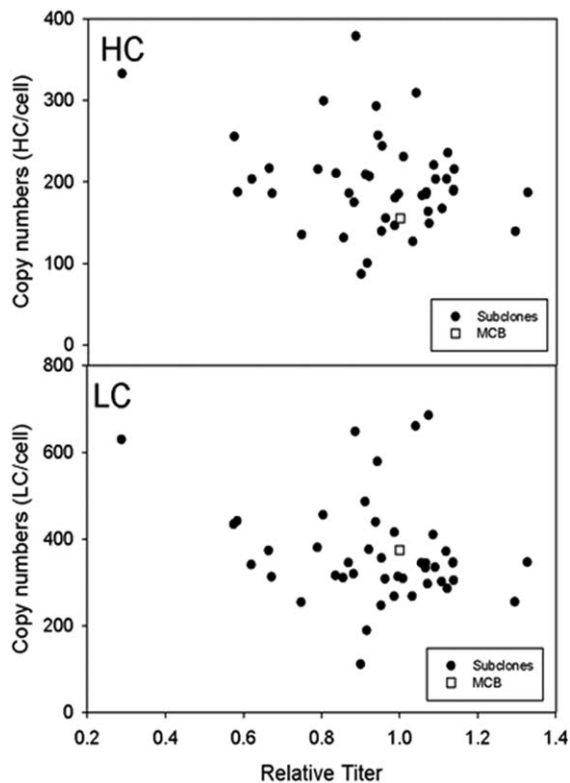 HC
Copy numbers (HC/cell)
400
300
200
100
0
Subclones
MCB
LC
Copy numbers (LC/cell)
800
600
400
200
0
Subclones
MCB
0.2 0.4 0.6 0.8 1.0 1.2 1.4
Relative Titer